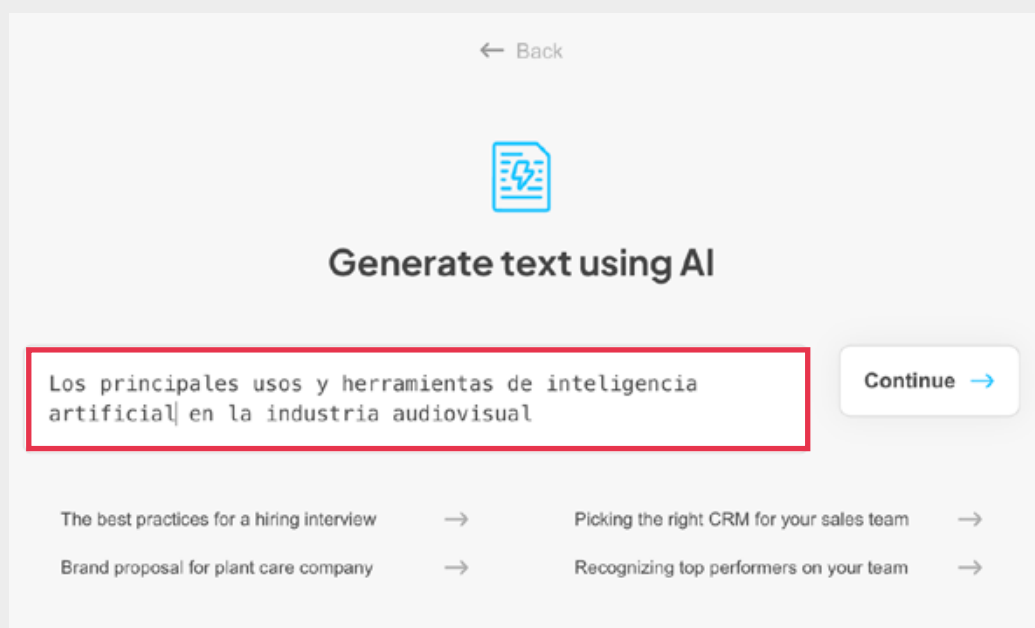 ← Back
Generate text using AI
Los principales usos y herramientas de inteligencia
artificial en la industria audiovisual
Continue →
The best practices for a hiring interview →
Picking the right CRM for your sales team →
Brand proposal for plant care company →
Recognizing top performers on your team →